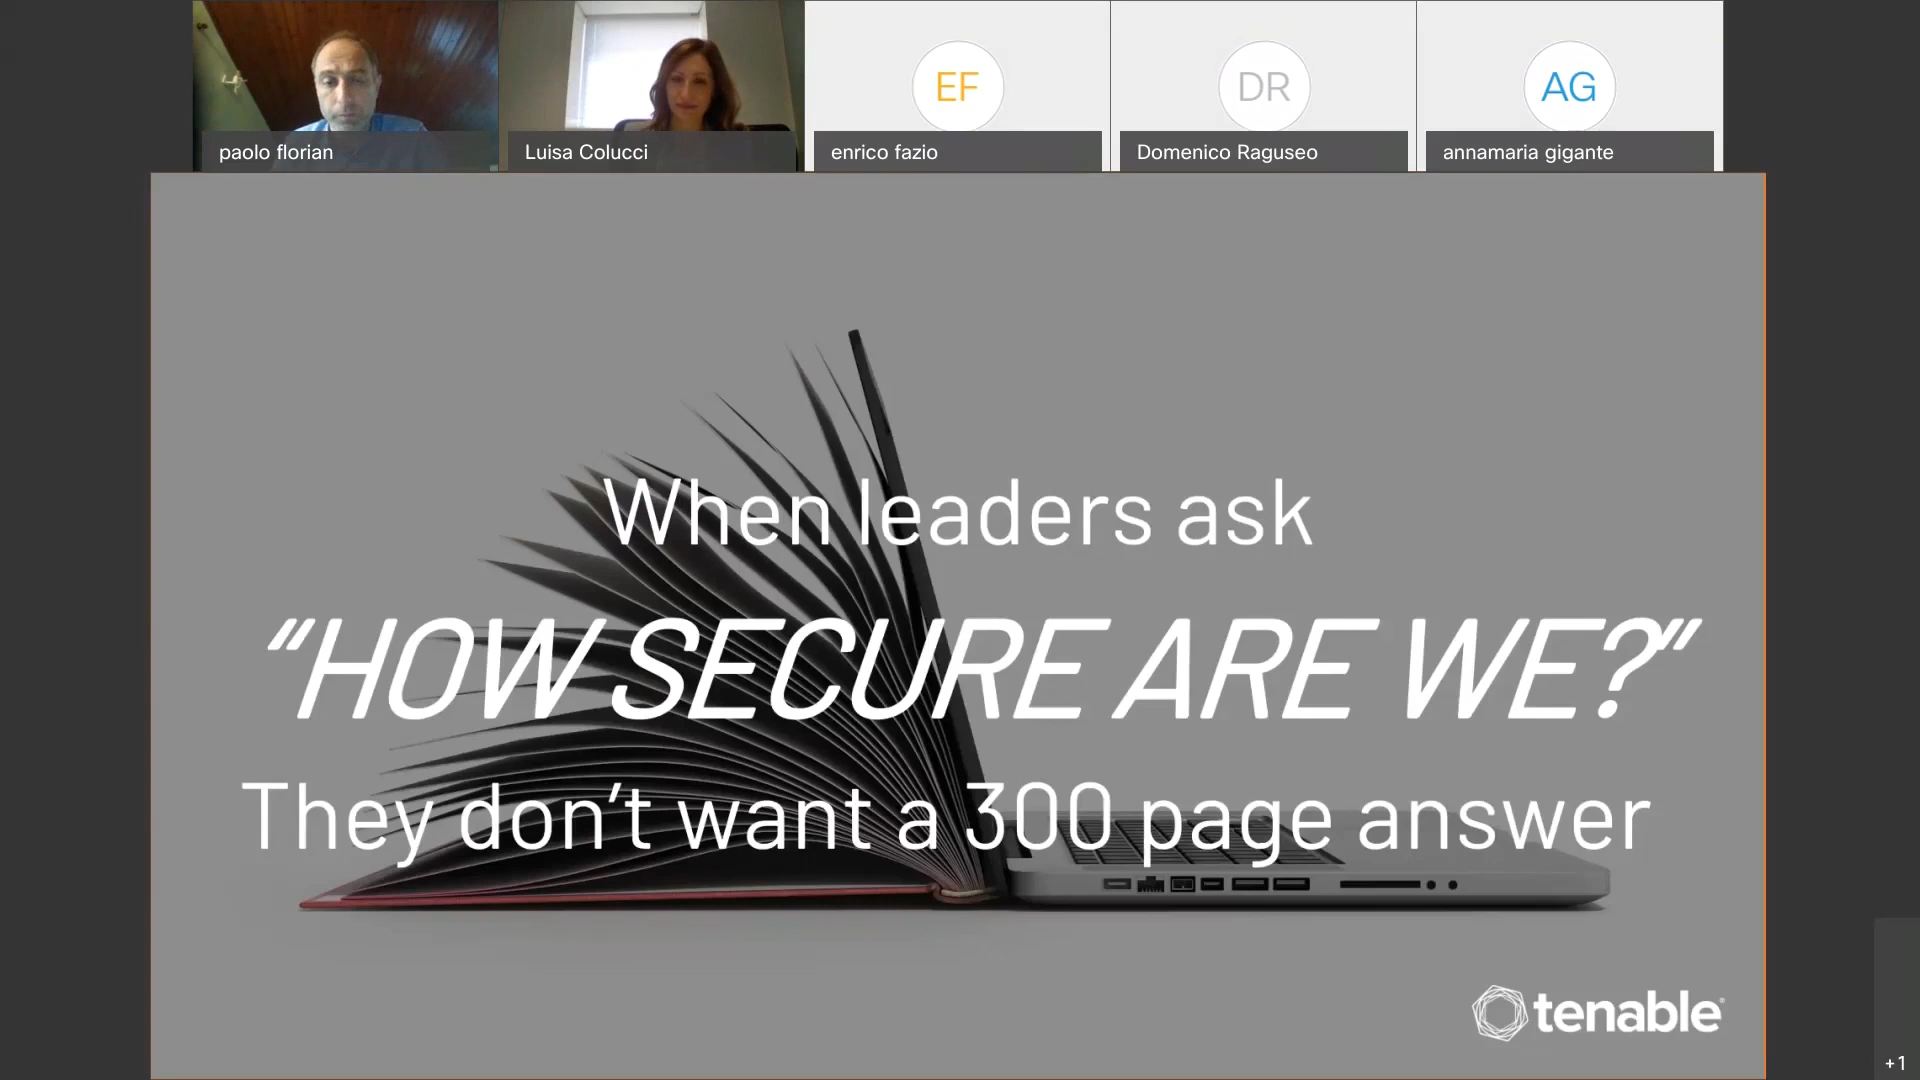 EF
DR
AG
paolo florian
Luisa Colucci
enrico fazio
Domenico Raguseo
annamaria gigante
When leaders ask
“HOW SECURE ARE WE?”
They don’t want a 300 page answer
tenable®
+1